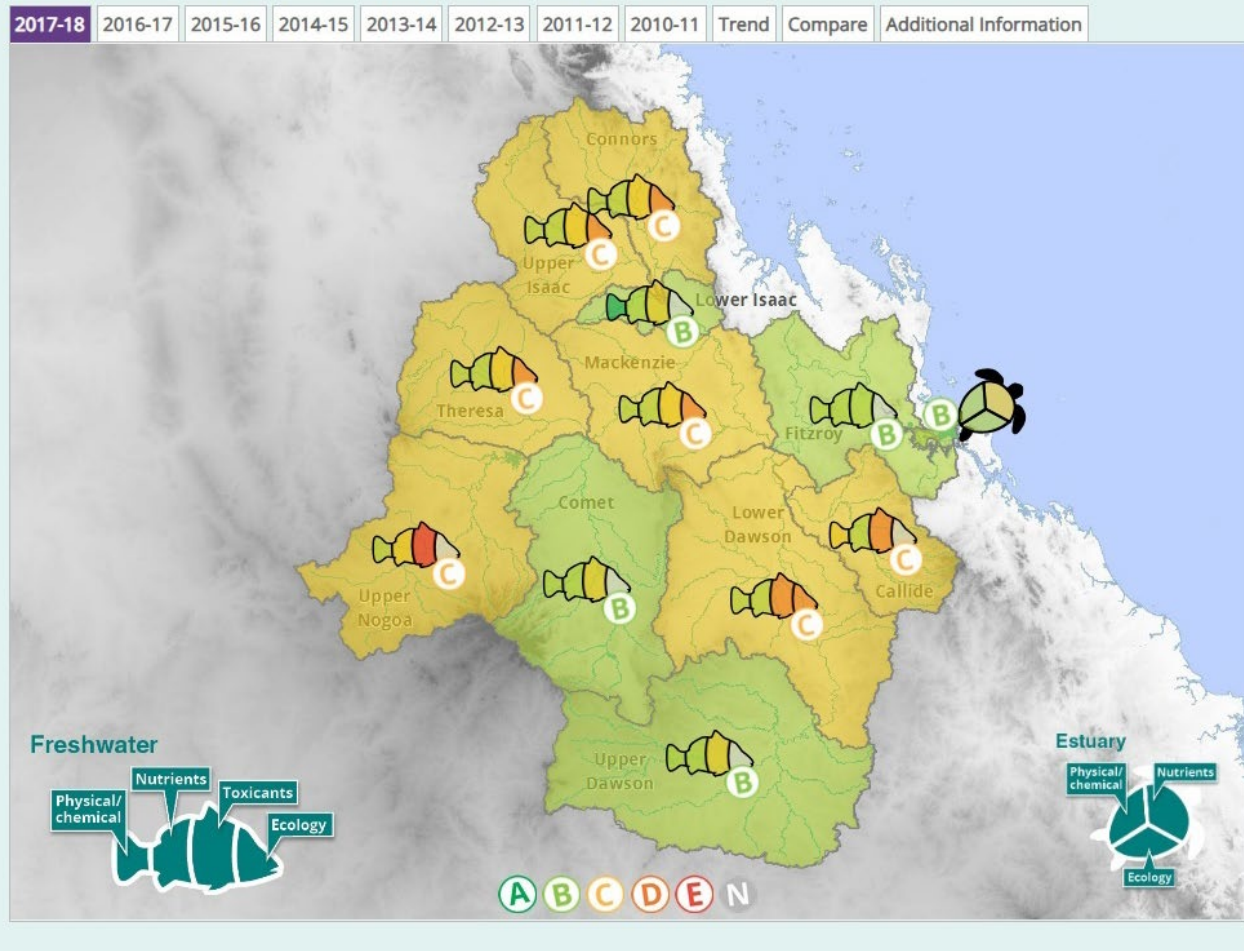 2017-18 2016-17 2015-16 2014-15 2013-14 2012-13 2011-12 2010-11 Trend Compare Additional Information
Connors
C
C
Upper
Isaac
Lower Isaac
B
Mackenzie
C
Theresa
C
Fitzroy
B
B
Comet
B
Lower
Dawson
C
Callide
C
Upper
Nogoa
C
Upper
Dawson
B
Freshwater
Physical/
chemical
Nutrients
Toxicants
Ecology
Estuary
Physical/
chemical
Nutrients
Ecology
A B C D E N